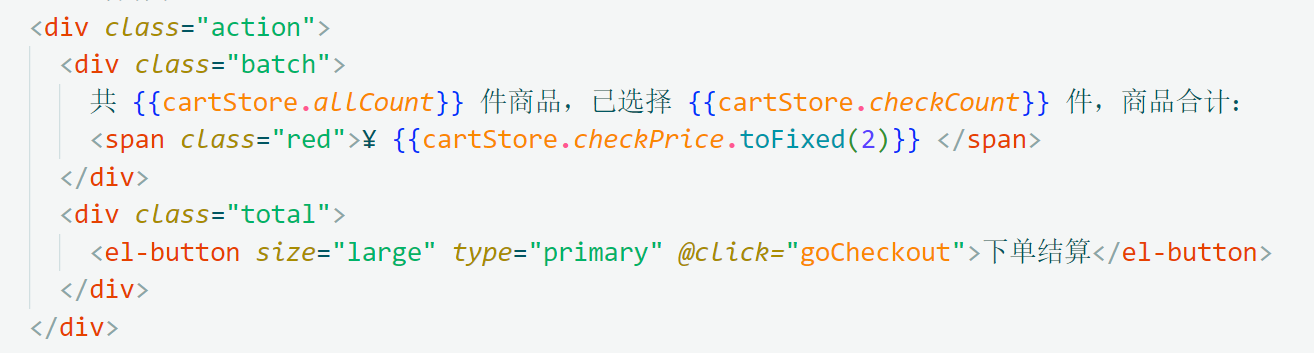 <div class="action">
<div class="batch">
共 {{cartStore.allCount}} 件商品，已选择 {{cartStore.checkCount}} 件，商品合计：
<span class="red">¥ {{cartStore.checkPrice.toFixed(2)}} </span>
</div>
<div class="total">
<el-button size="large" type="primary" @click="goCheckout">下单结算</el-button>
</div>
</div>